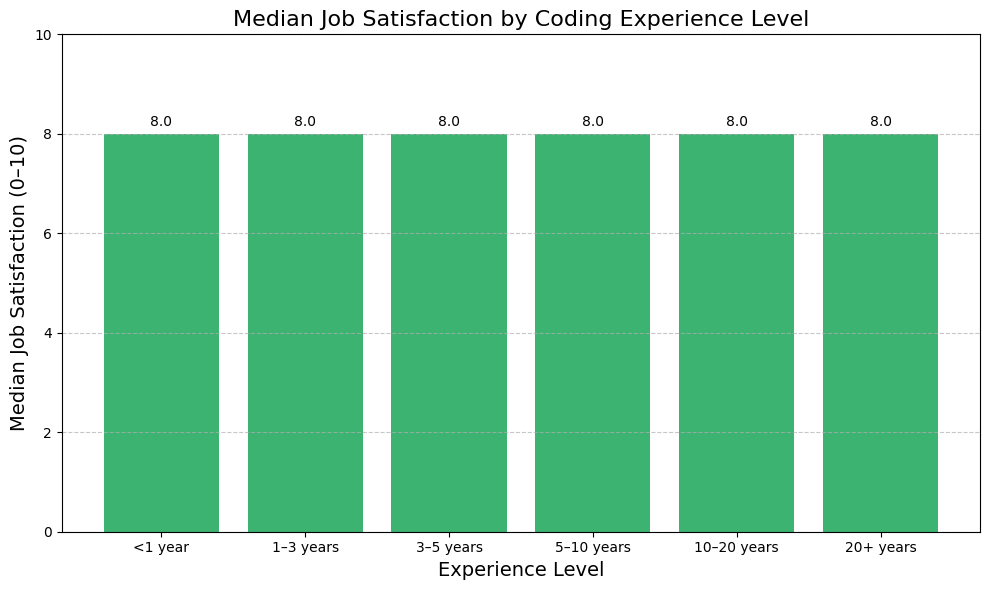 Median Job Satisfaction by Coding Experience Level
10
8.0 8.0 8.0 8.0 8.0 8.0
8
6
4
2
0
Median Job Satisfaction (0–10)
<1 year 1–3 years 3–5 years 5–10 years 10–20 years 20+ years
Experience Level